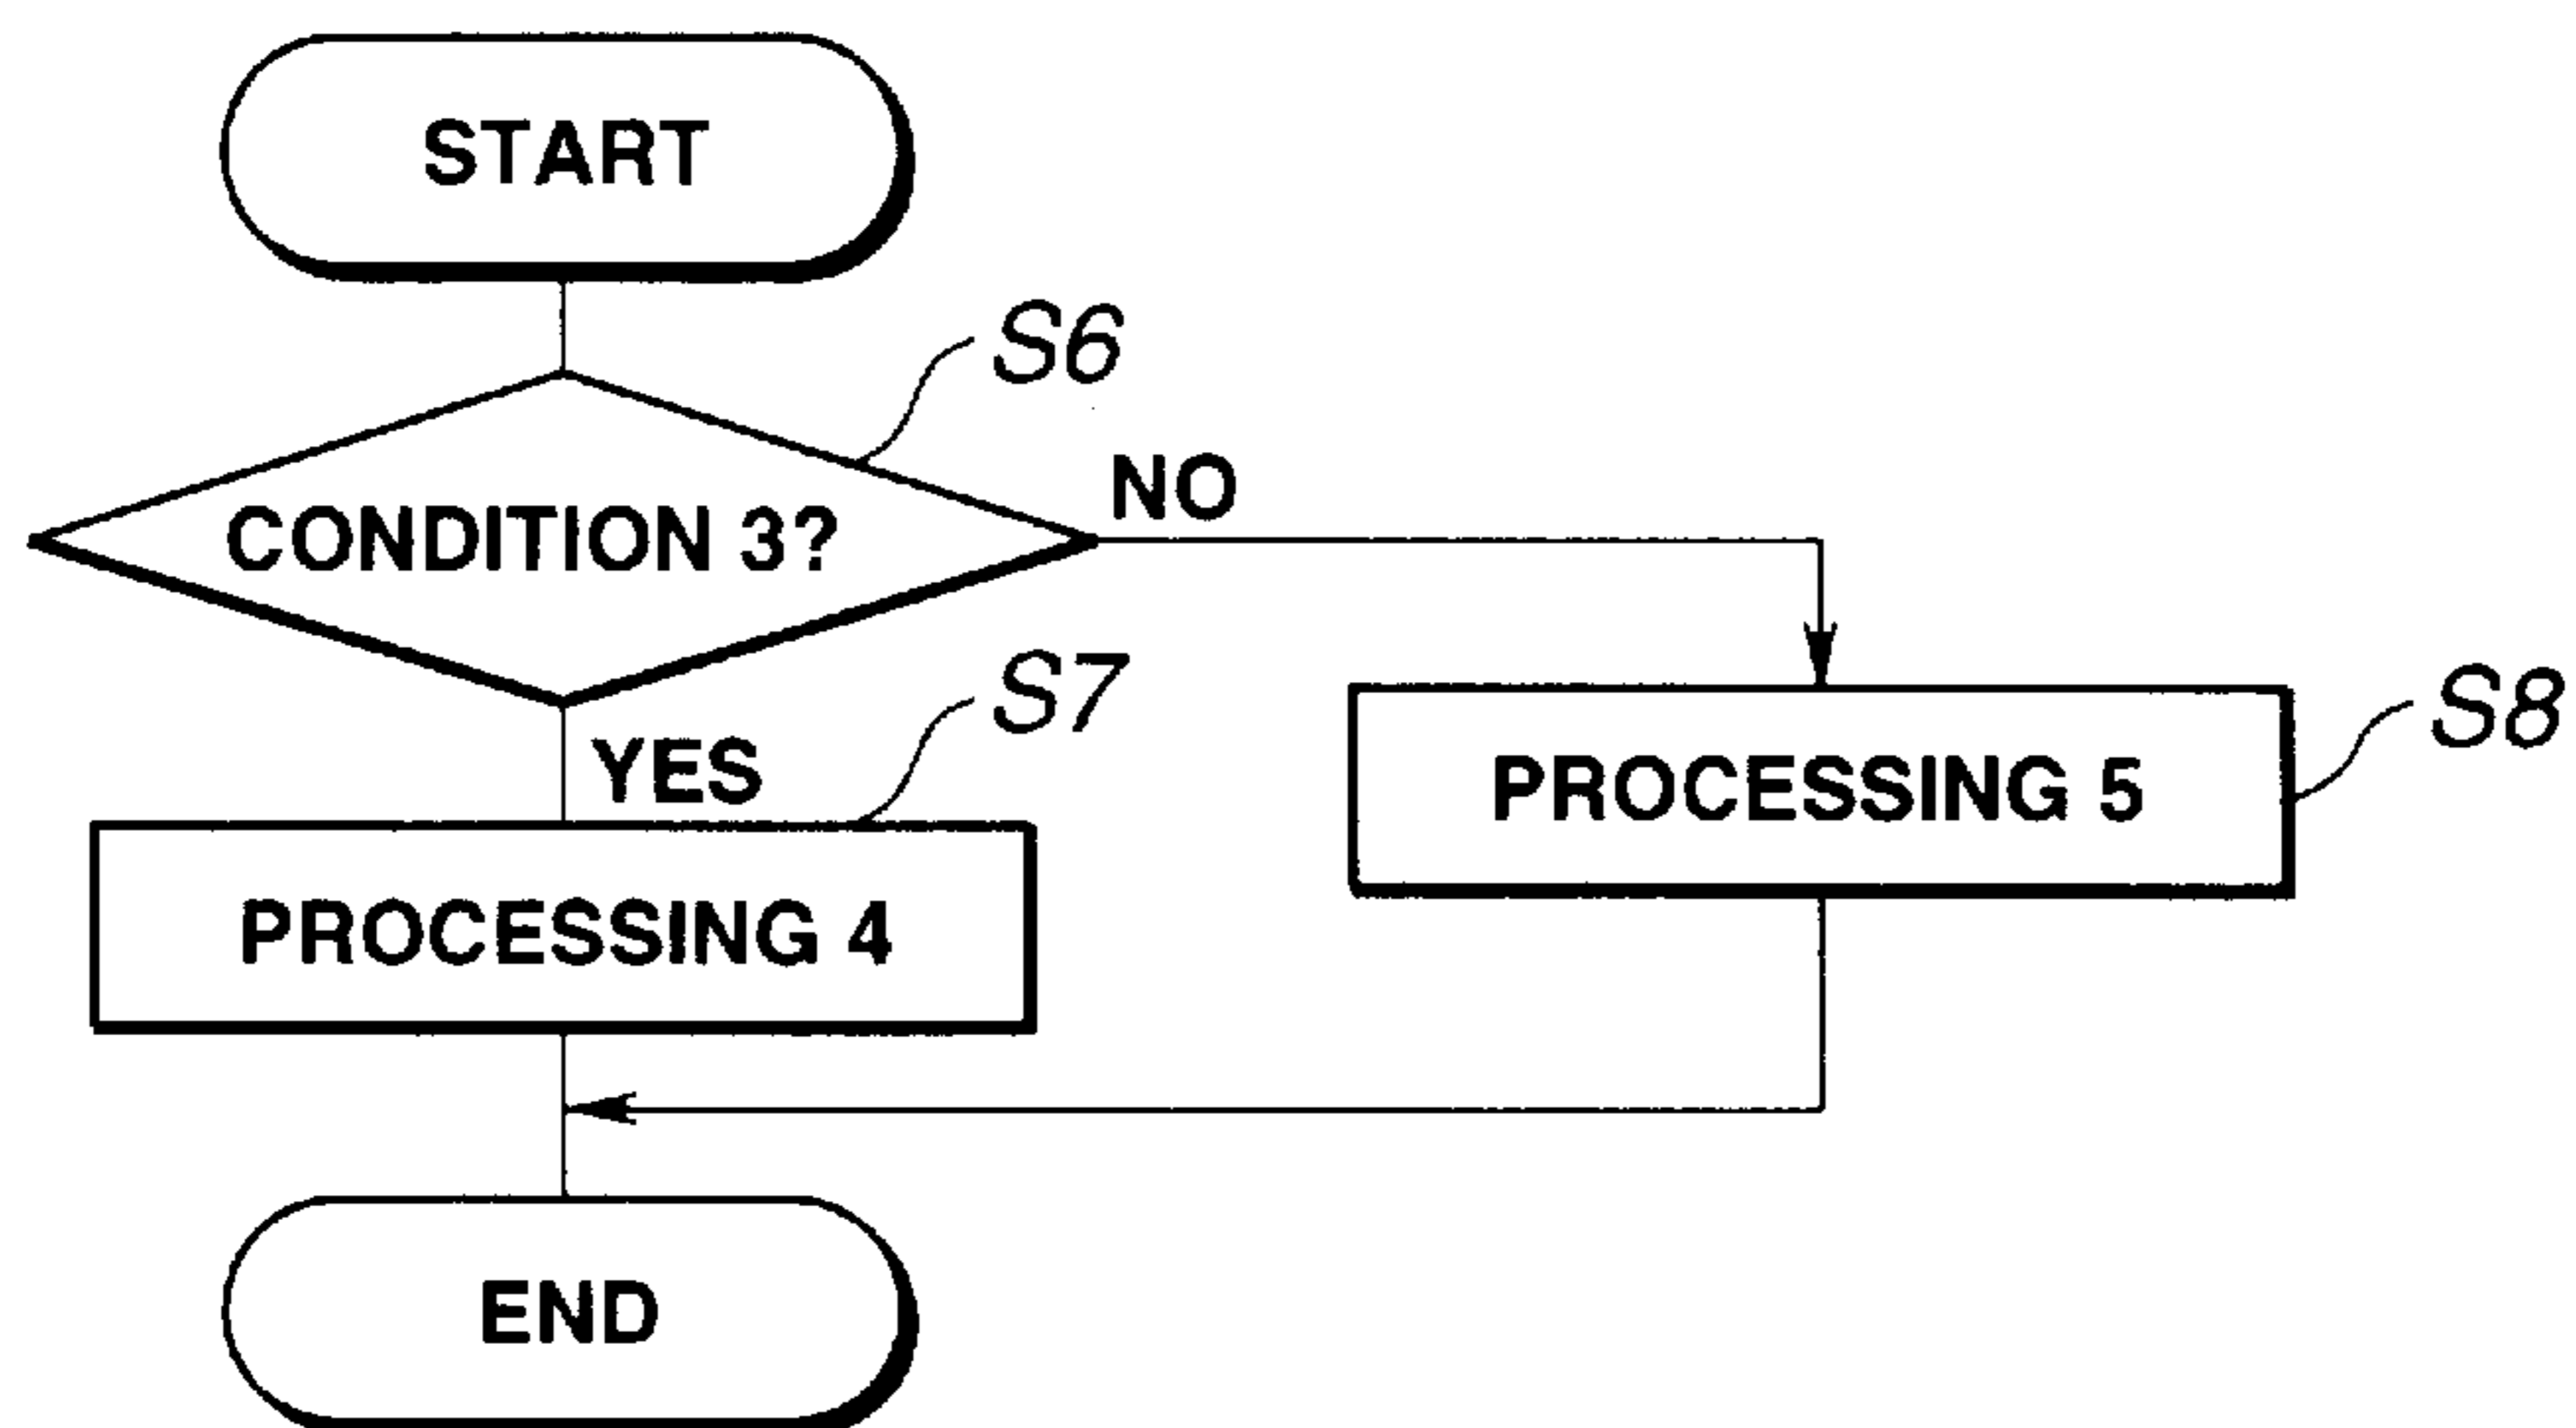 START
S6
CONDITION 3?
NO
YES
S7
PROCESSING 4
PROCESSING 5
S8
END